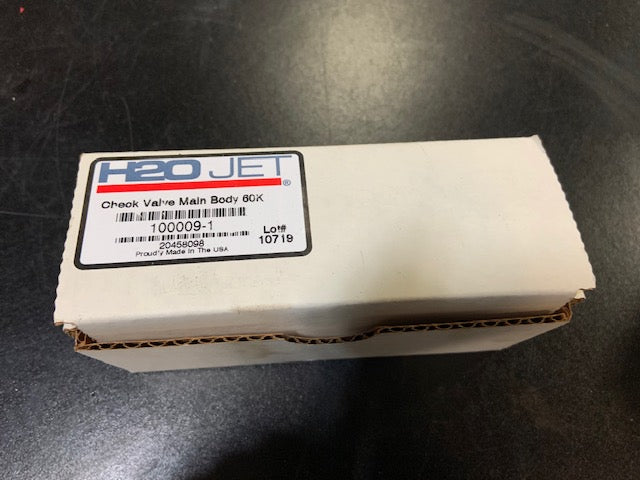 H2O JET
®
Check Valve Main Body 60K
100009-1
Lot#
10719
20458098
Proudly Made In The USA